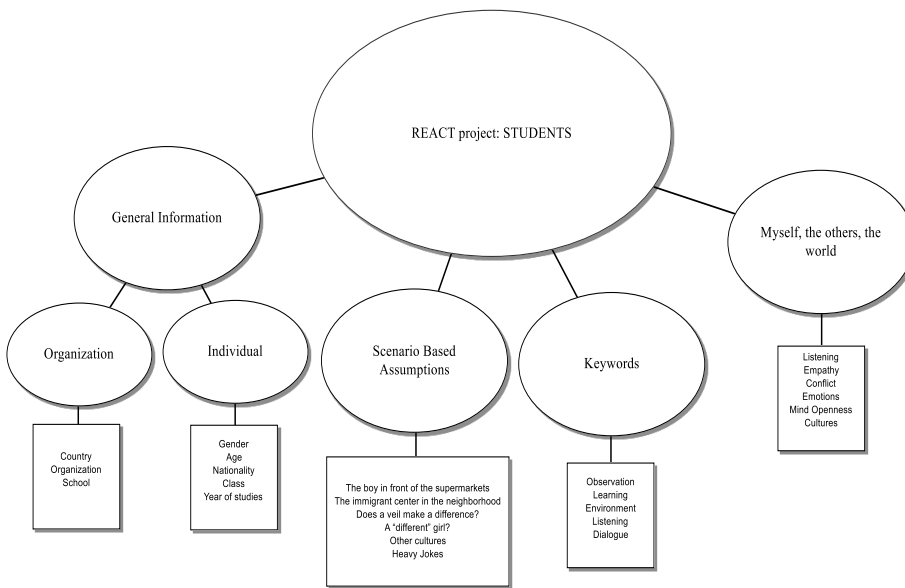 REACT project: STUDENTS
General Information
Myself, the others, the
world
Organization
Individual
Scenario Based
Assumptions
Keywords
Country
Organization
School
Gender
Age
Nationality
Class
Year of studies
The boy in front of the supermarkets
The immigrant center in the neighborhood
Does a veil make a difference?
A “different” girl?
Other cultures
Heavy Jokes
Observation
Learning
Environment
Listening
Dialogue
Listening
Empathy
Conflict
Emotions
Mind Openness
Cultures